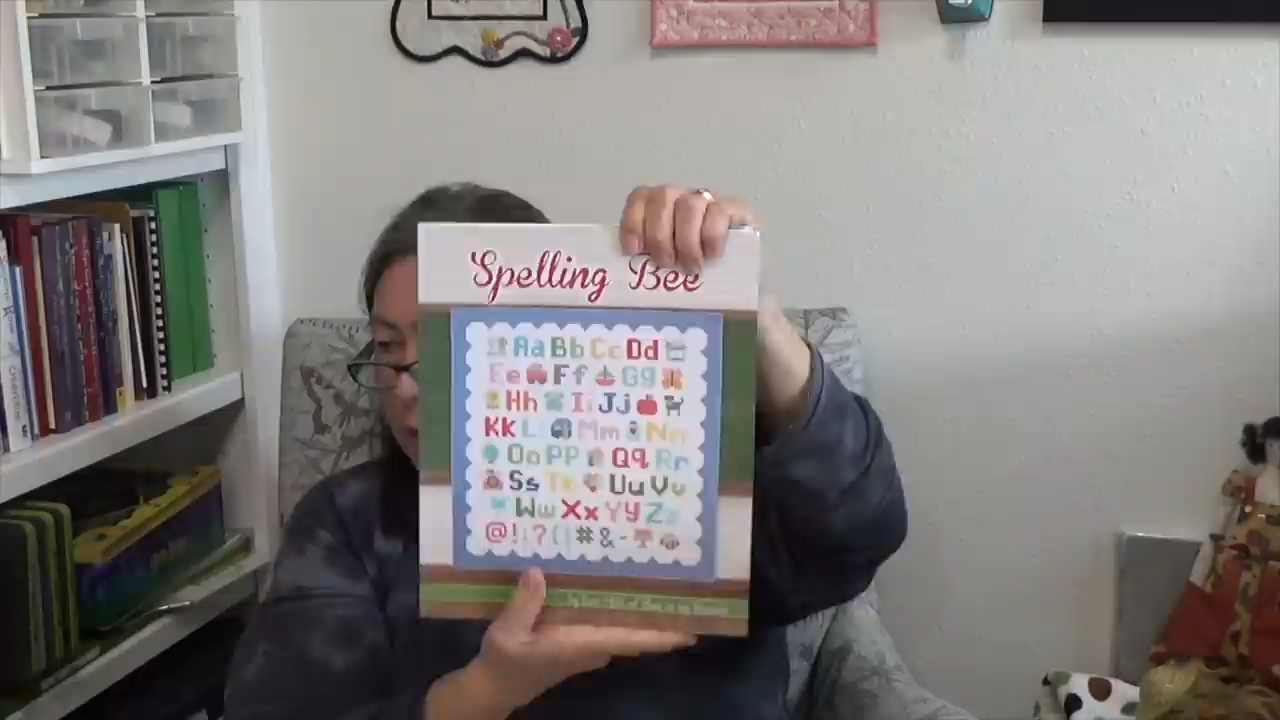 Spelling Bee
Aa Bb Cc Dd
Ee Ff Gg
Hh Ii Jj
Kk Ll Mm Nn
Oo Pp Qq Rr
Ss Tt Uu Vv
Ww Xx Yy Zz
@!;?()#&-